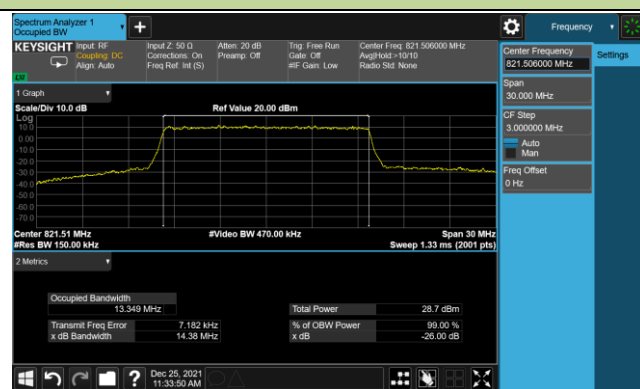 Spectrum Analyzer 1
Occupied BW
Frequency
KEYSIGHT
Input: RF
Coupling: DC
Align: Auto
Input Z: 50 Ω
Corrections: On
Freq Ref: Int (S)
Atten: 20 dB
Preamp: Off
Trig: Free Run
Gate: Off
#IF Gain: Low
Center Freq: 821.506000 MHz
Avg|Hold:>10/10
Radio Std: None
Center Frequency
821.506000 MHz
Settings
Span
30.000 MHz
CF Step
3.000000 MHz
Auto
Man
Freq Offset
0 Hz
1 Graph
Scale/Div 10.0 dB
Ref Value 20.00 dBm
Log
10.0
0.00
-10.0
-20.0
-30.0
-40.0
-50.0
-60.0
-70.0
Center 821.51 MHz
#Video BW 470.00 kHz
Span 30 MHz
#Res BW 150.00 kHz
Sweep 1.33 ms (2001 pts)
2 Metrics
Occupied Bandwidth
13.349 MHz
Total Power 28.7 dBm
Transmit Freq Error 7.182 kHz
% of OBW Power 99.00 %
x dB Bandwidth 14.38 MHz
x dB -26.00 dB
Dec 25, 2021
11:33:50 AM